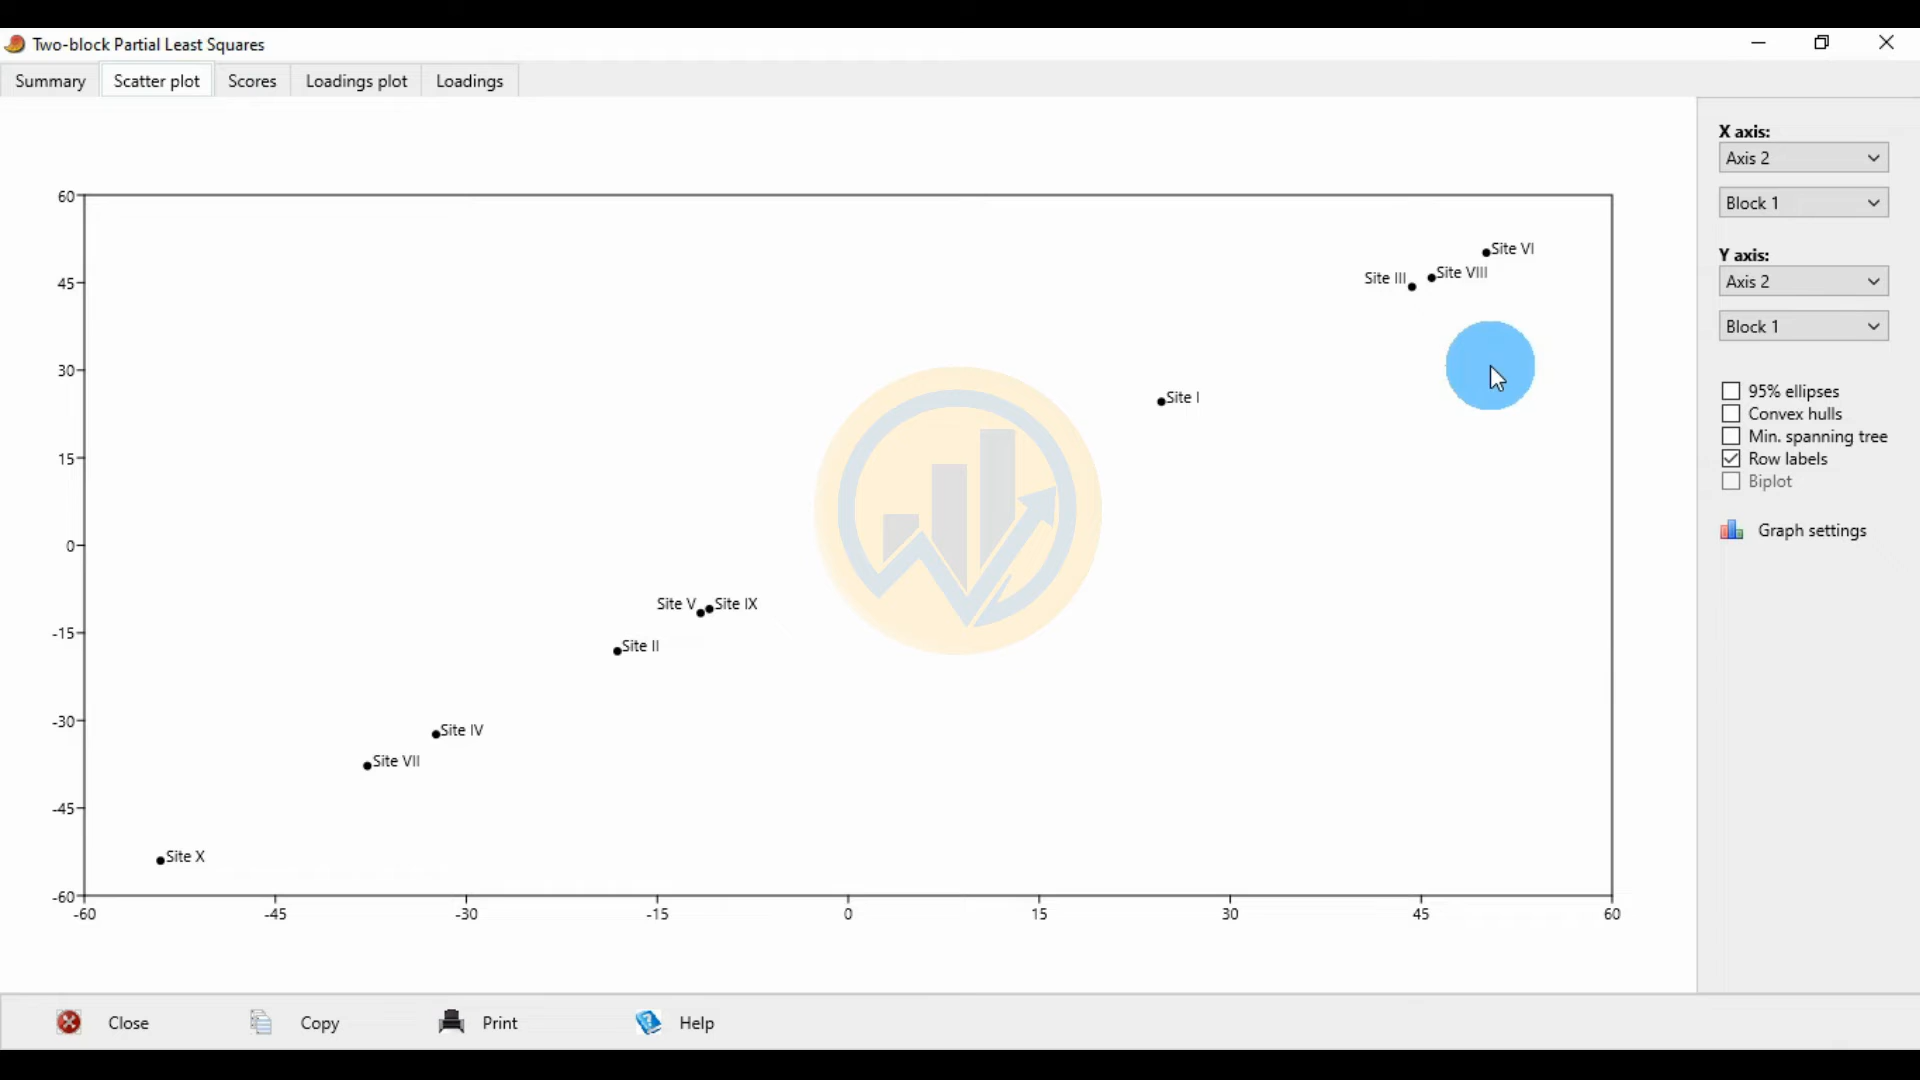 Two-block Partial Least Squares
Summary Scatter plot Scores Loadings plot Loadings
X axis:
Axis 2
Block 1
Y axis:
Axis 2
Block 1
95% ellipses
Convex hulls
Min. spanning tree
Row labels
Biplot
Graph settings
60
45
30
15
0
-15
-30
-45
-60
Site VI
Site VIII
Site III
Site I
Site V
Site IX
Site II
Site IV
Site VII
Site X
-60 -45 -30 -15 0 15 30 45 60
Close Copy Print Help